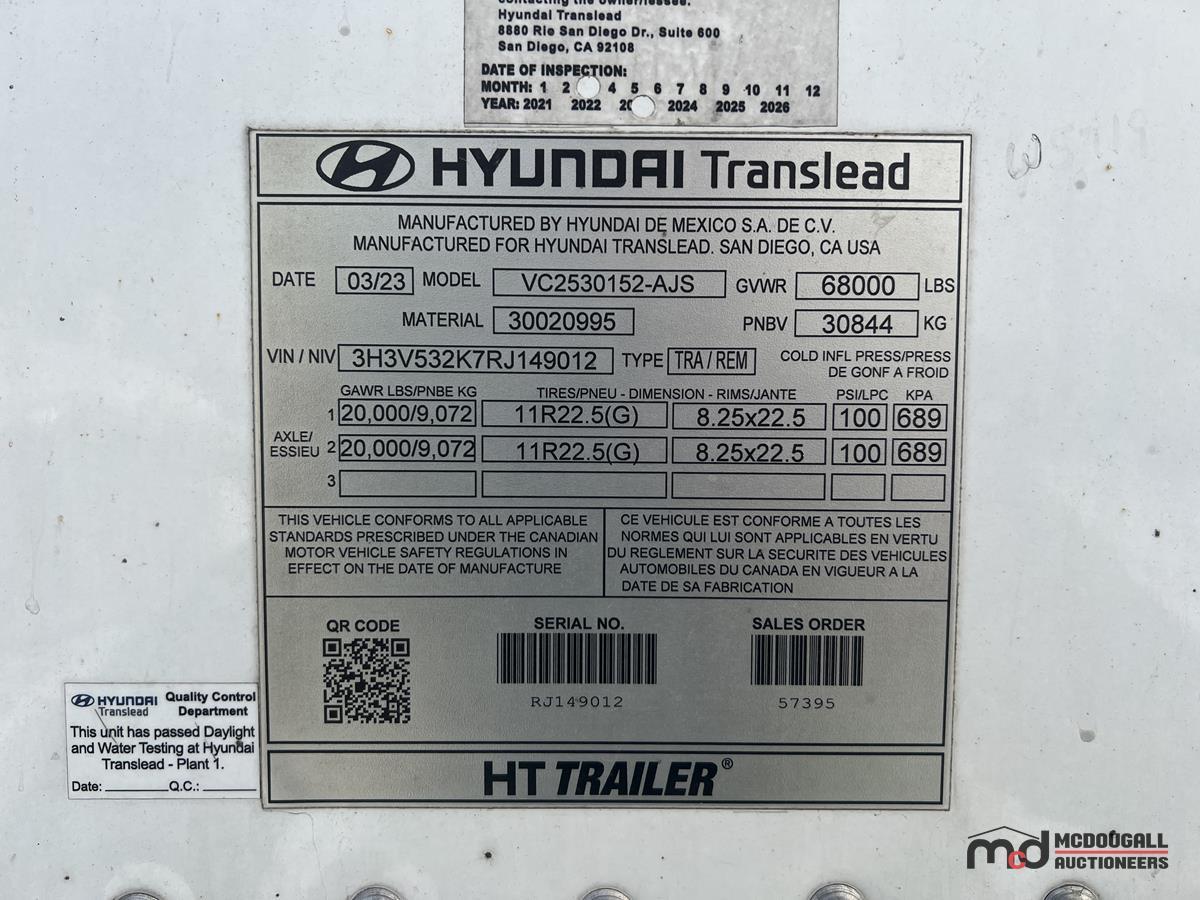 contacting the owner/lessee.
Hyundai Translead
8880 Rio San Diego Dr., Suite 600
San Diego, CA 92108
DATE OF INSPECTION:
MONTH: 1 2 4 5 6 7 8 9 10 11 12
YEAR: 2021 2022 2024 2025 2026
HYUNDAI Translead
MANUFACTURED BY HYUNDAI DE MEXICO S.A. DE C.V.
MANUFACTURED FOR HYUNDAI TRANSLEAD. SAN DIEGO, CA USA
DATE 03/23 MODEL VC2530152-AJS GVWR 68000 LBS
MATERIAL 30020995 PNBV 30844 KG
VIN / NIV 3H3V532K7RJ149012 TYPE TRA / REM COLD INFL PRESS/PRESS
DE GONF A FROID
GAWR LBS/PNBE KG TIRES/PNEU - DIMENSION - RIMS/JANTE PSI/LPC KPA
1 20,000/9,072 11R22.5(G) 8.25x22.5 100 689
AXLE/
ESSIEU 2 20,000/9,072 11R22.5(G) 8.25x22.5 100 689
3
THIS VEHICLE CONFORMS TO ALL APPLICABLE
STANDARDS PRESCRIBED UNDER THE CANADIAN
MOTOR VEHICLE SAFETY REGULATIONS IN
EFFECT ON THE DATE OF MANUFACTURE
CE VEHICULE EST CONFORME A TOUTES LES
NORMES QUI LUI SONT APPLICABLES EN VERTU
DU REGLEMENT SUR LA SECURITE DES VEHICULES
AUTOMOBILES DU CANADA EN VIGUEUR A LA
DATE DE SA FABRICATION
QR CODE
SERIAL NO.
RJ149012
SALES ORDER
57395
HT TRAILER®
HYUNDAI Translead
Quality Control
Department
This unit has passed Daylight
and Water Testing at Hyundai
Translead - Plant 1.
Date: ________ Q.C.: ________
mcd MCDOUGALL
AUCTIONEERS